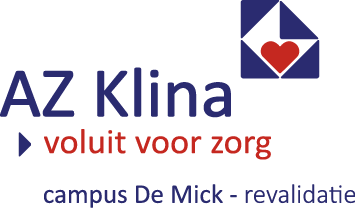 AZ Klina
voluit voor zorg
campus De Mick - revalidatie